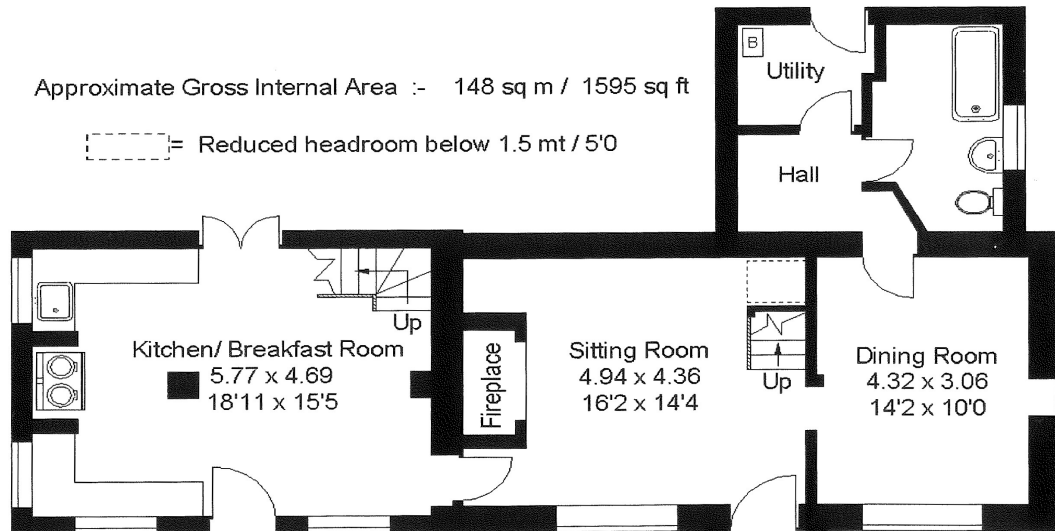 Approximate Gross Internal Area :- 148 sq m / 1595 sq ft
= Reduced headroom below 1.5 mt / 5'0
B
Utility
Hall
Up
Kitchen/ Breakfast Room
5.77 x 4.69
18'11 x 15'5
Fireplace
Sitting Room
4.94 x 4.36
16'2 x 14'4
Up
Dining Room
4.32 x 3.06
14'2 x 10'0